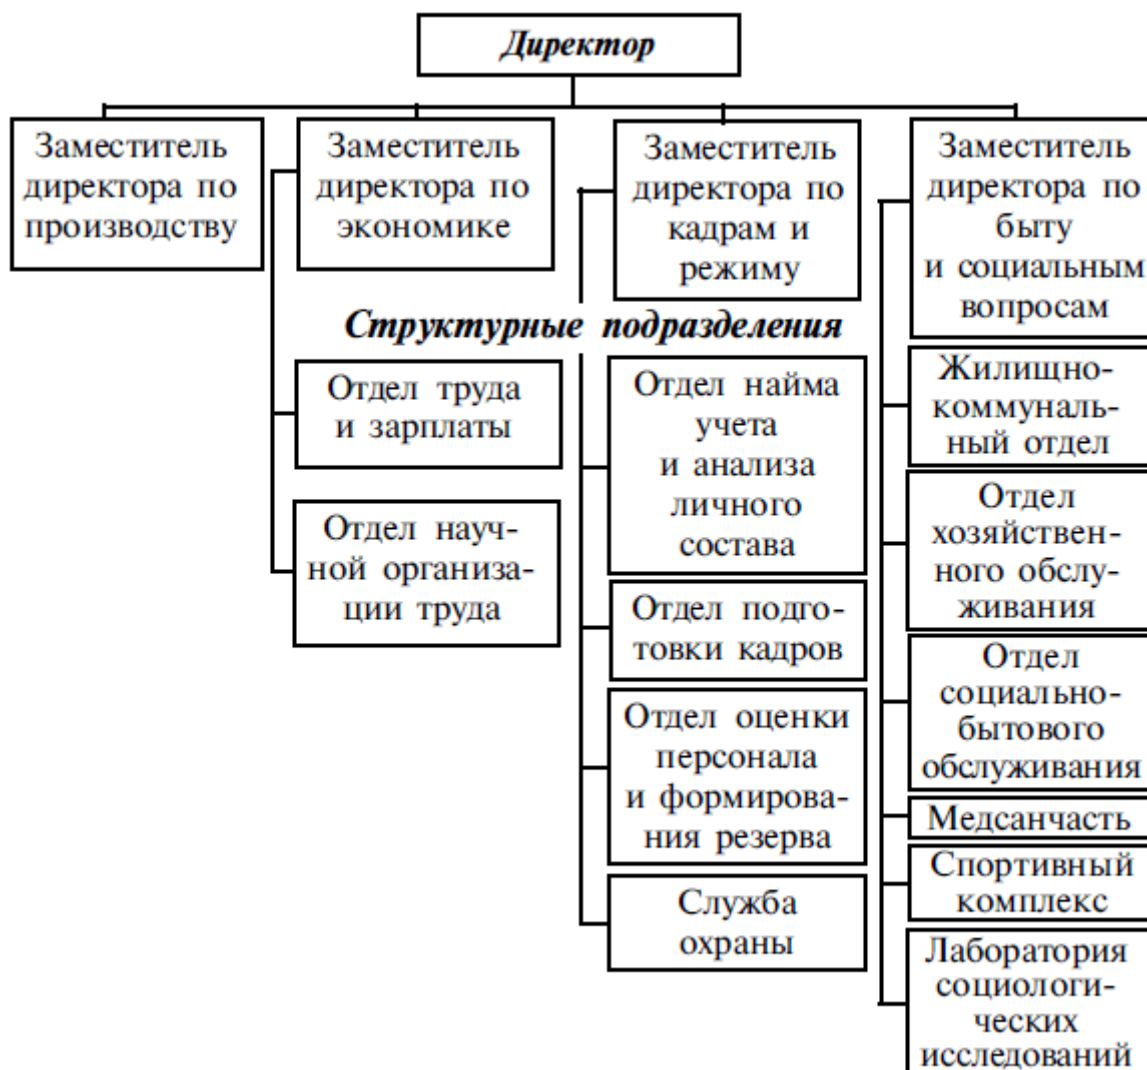 Директор
Заместитель
директора по
производству
Заместитель
директора по
экономике
Заместитель
директора по
кадрам и
режиму
Заместитель
директора по
быту
и социальным
вопросам
Структурные подразделения
Отдел труда
и зарплаты
Отдел науч-
ной организа-
ции труда
Отдел найма
учета
и анализа
личного
состава
Отдел подго-
товки кадров
Отдел оценки
персонала
и формирова-
ния резерва
Служба
охраны
Жилищно-
коммуналь-
ный отдел
Отдел
хозяйствен-
ного обслу-
живания
Отдел
социально-
бытового
обслуживания
Медсанчасть
Спортивный
комплекс
Лаборатория
социологи-
ческих
исследований